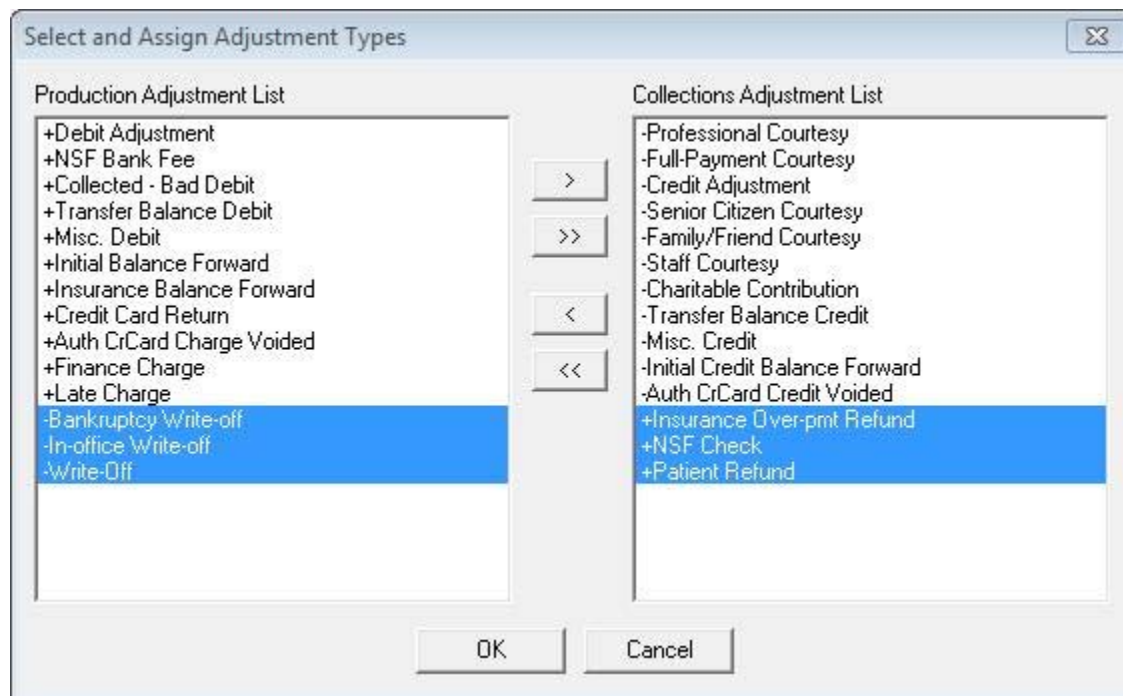 Select and Assign Adjustment Types
Production Adjustment List
+Debit Adjustment
+NSF Bank Fee
+Collected - Bad Debit
+Transfer Balance Debit
+Misc. Debit
+Initial Balance Forward
+Insurance Balance Forward
+Credit Card Return
+Auth CrCard Charge Voided
+Finance Charge
+Late Charge
-Bankruptcy Write-off
-In-office Write-off
-Write-Off
>
>>
<
<<
Collections Adjustment List
-Professional Courtesy
-Full-Payment Courtesy
-Credit Adjustment
-Senior Citizen Courtesy
-Family/Friend Courtesy
-Staff Courtesy
-Charitable Contribution
-Transfer Balance Credit
-Misc. Credit
-Initial Credit Balance Forward
-Auth CrCard Credit Voided
+Insurance Over-pmt Refund
+NSF Check
+Patient Refund
OK
Cancel